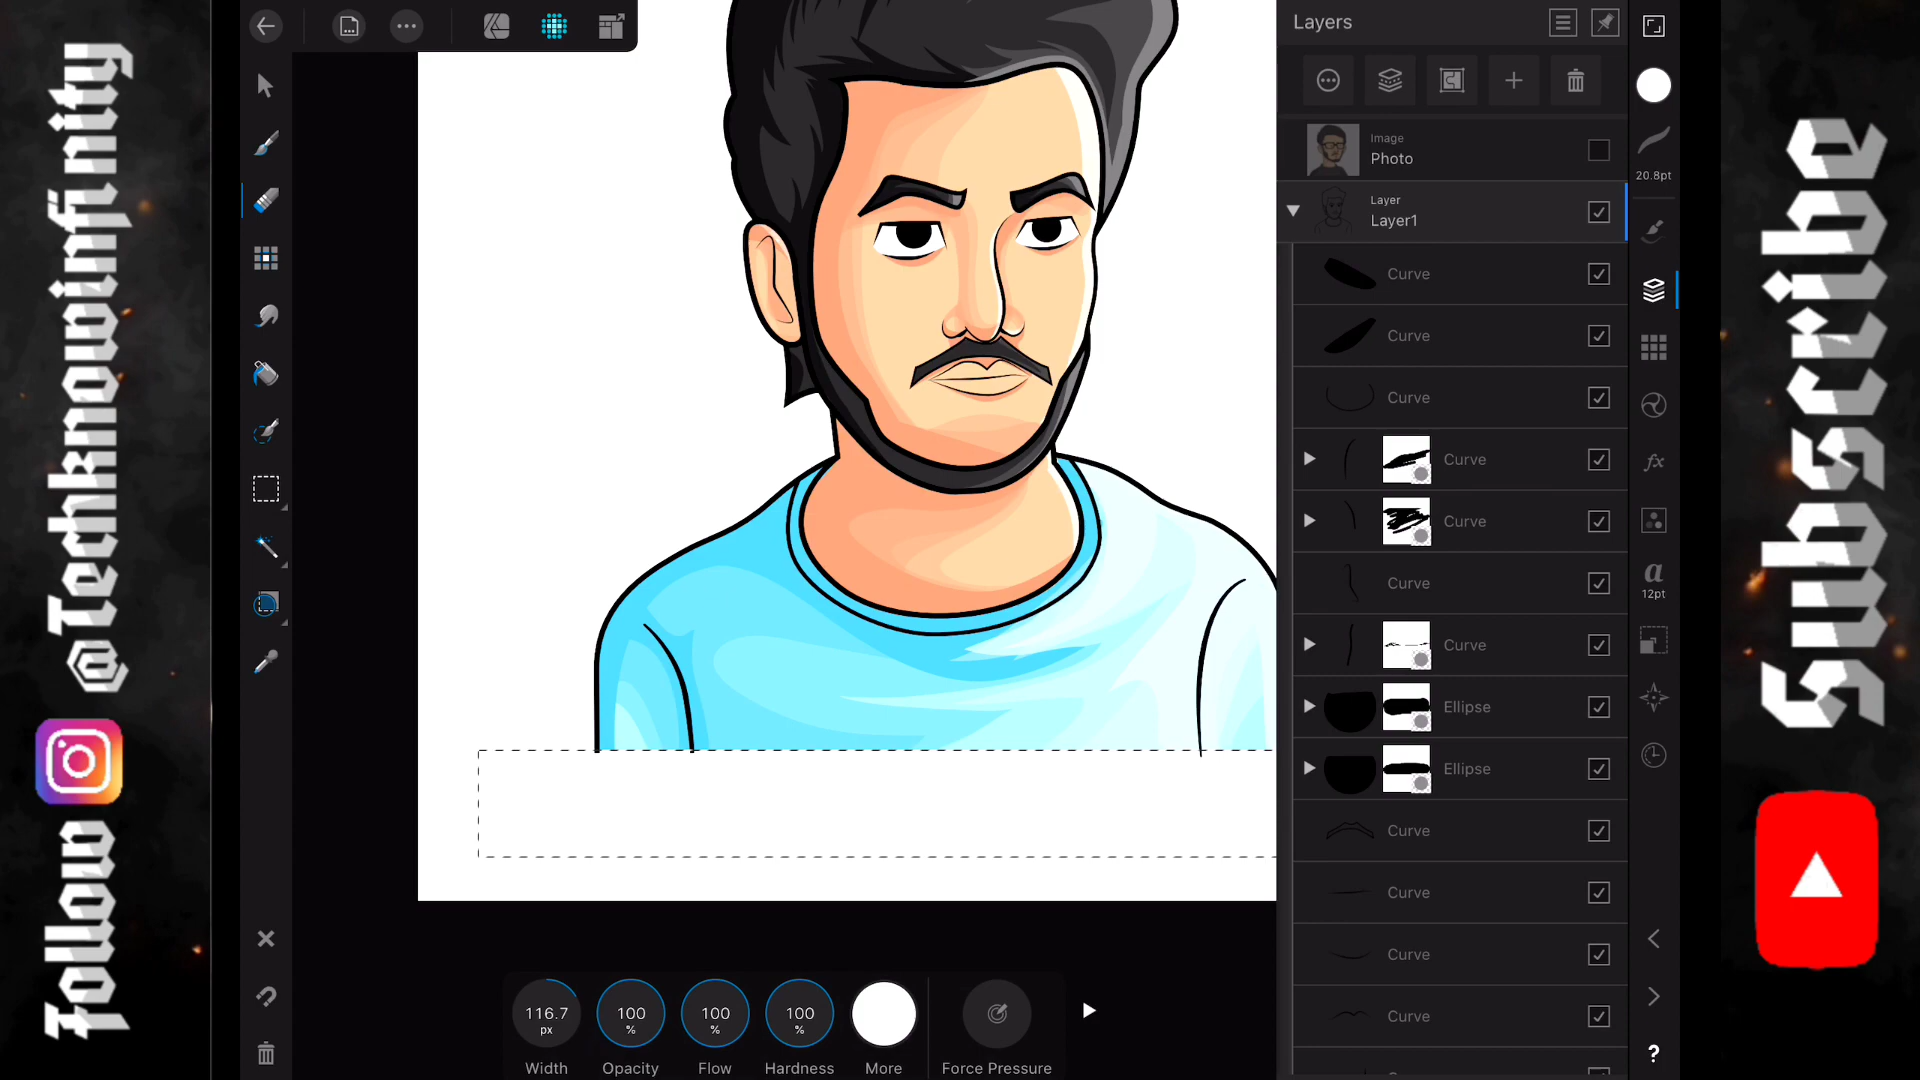 Follow @Techknowinfinity
Layers
Image
Photo
Layer
Layer1
Curve
Curve
Curve
Curve
Curve
Curve
Curve
Ellipse
Ellipse
Curve
Curve
Curve
Curve
20.8pt
fx
a
12pt
?
116.7
px
Width
100
%
Opacity
100
%
Flow
100
%
Hardness
More
Force Pressure
Subscribe